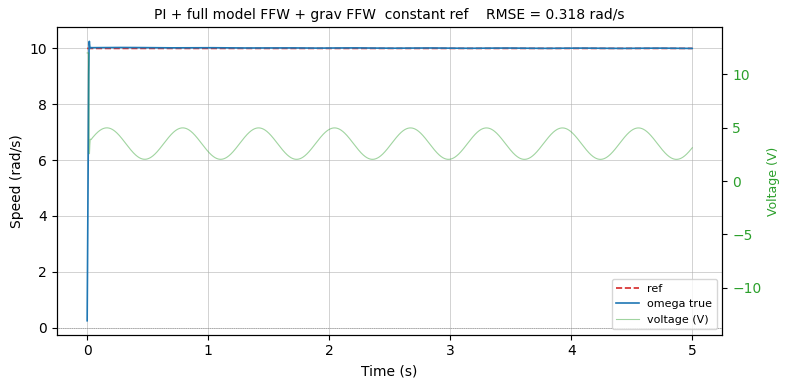 PI + full model FFW + grav FFW  constant ref    RMSE = 0.318 rad/s
10
8
6
4
2
0
Speed (rad/s)
10
5
0
−5
−10
Voltage (V)
ref
omega true
voltage (V)
0
1
2
3
4
5
Time (s)